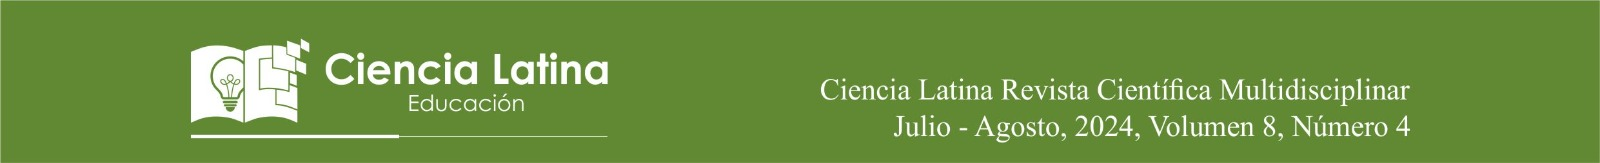 Ciencia Latina
Educación
Ciencia Latina Revista Científica Multidisciplinar
Julio - Agosto, 2024, Volumen 8, Número 4